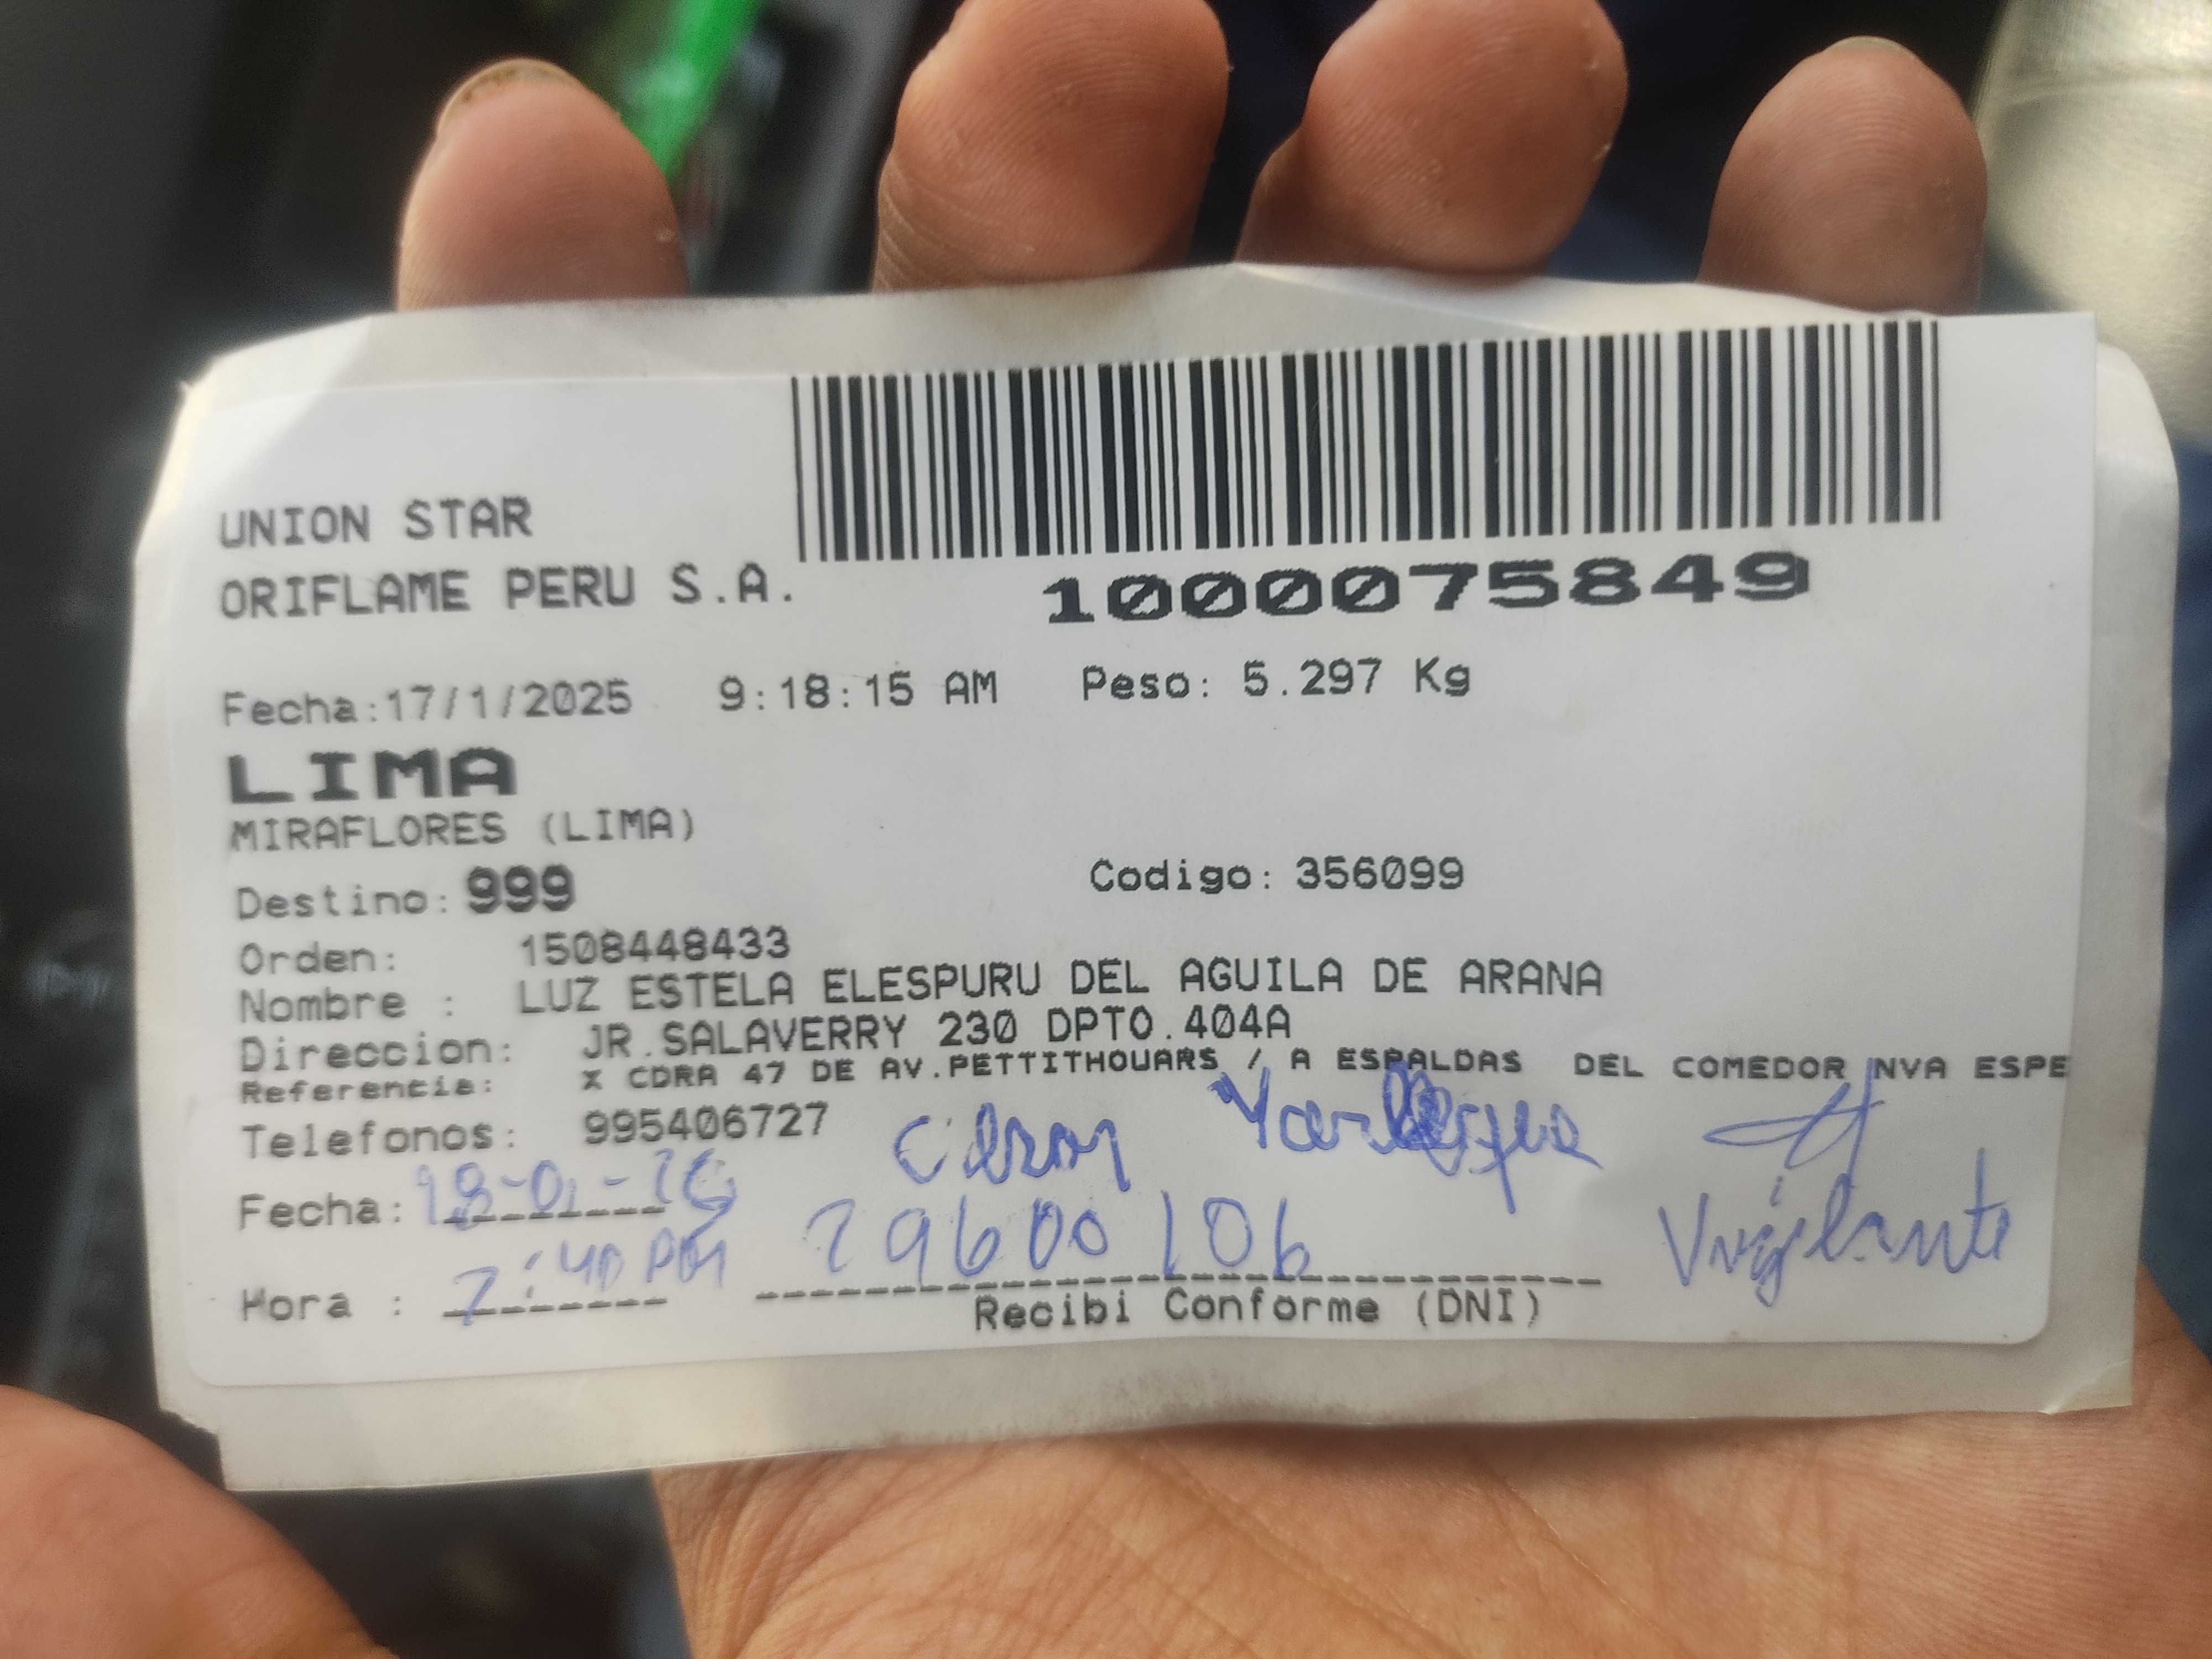 UNION STAR
ORIFLAME PERU S.A.
1000075849
Fecha:17/1/2025 9:18:15 AM Peso: 5.297 Kg
LIMA
MIRAFLORES (LIMA)
Destino: 999 Codigo: 356099
Orden: 1508448433
Nombre : LUZ ESTELA ELESPURU DEL AGUILA DE ARANA
Direccion: JR.SALAVERRY 230 DPTO.404A
Referencia: X CDRA 47 DE AV.PETTITHOUARS / A ESPALDAS DEL COMEDOR NVA ESPE
Telefonos: 995406727
Fecha:
29600106 Vigilante
Hora : 2:40 PM
Recibi Conforme (DNI)